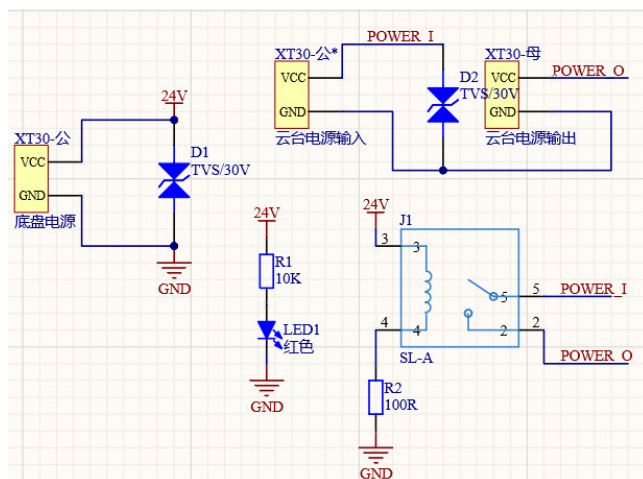 POWER_I
XT30-公*
VCC
GND
云台电源输入
D2
TVS/30V
XT30-母
VCC
GND
云台电源输出
POWER_O
24V
XT30-公
VCC
GND
底盘电源
D1
TVS/30V
GND
24V
R1
10K
LED1
红色
GND
24V
J1
3
3
4
4
5
5
2
2
SL-A
POWER_I
POWER_O
R2
100R
GND